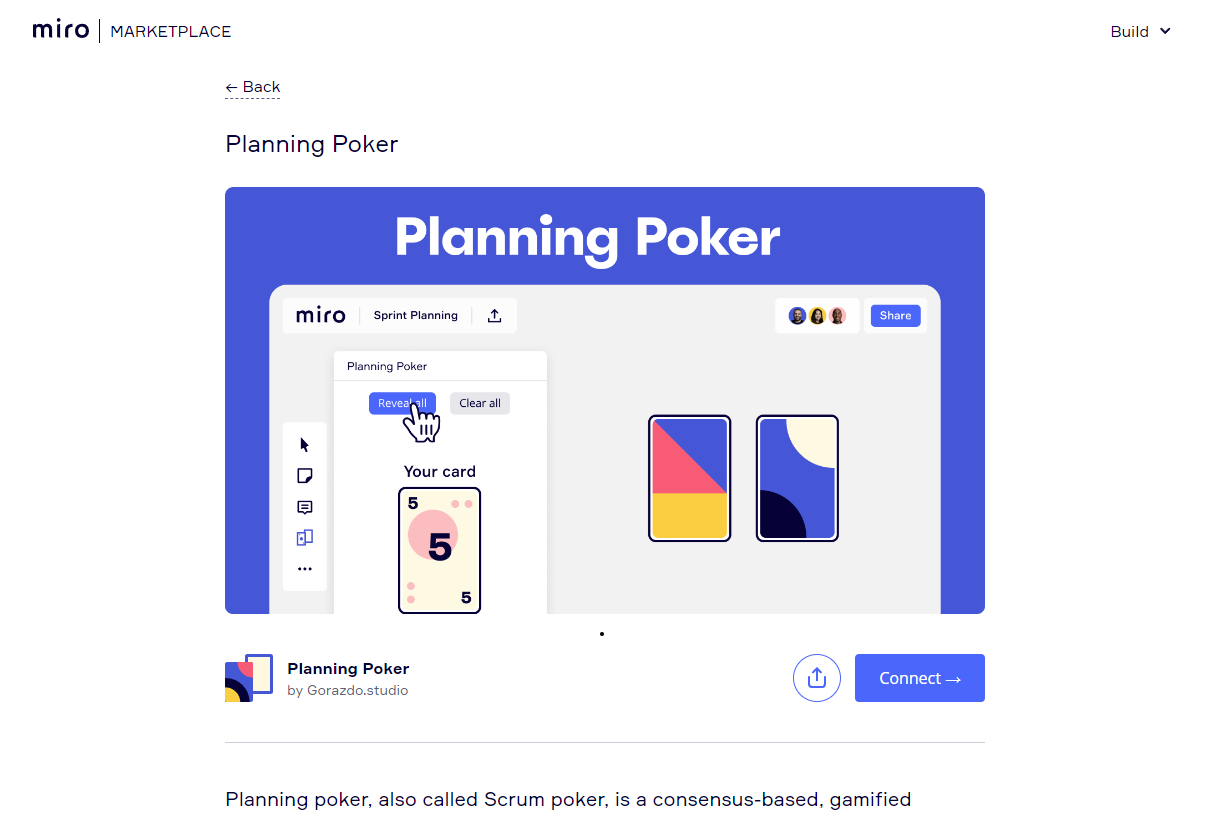 miro | MARKETPLACE
Build
← Back
Planning Poker
Planning Poker
miro
Sprint Planning
Share
Planning Poker
Reveal all
Clear all
Your card
5
5
5
Planning Poker
by Gorazdo.studio
Connect →
Planning poker, also called Scrum poker, is a consensus-based, gamified